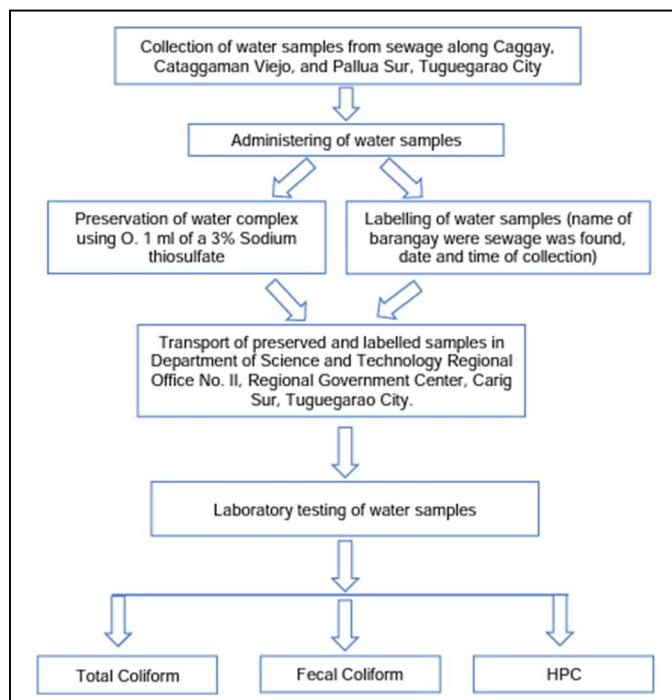 Collection of water samples from sewage along Caggay,
Cataggaman Viejo, and Pallua Sur, Tuguegarao City
Administering of water samples
Preservation of water complex
using O. 1 ml of a 3% Sodium
thiosulfate
Labelling of water samples (name of
barangay were sewage was found,
date and time of collection)
Transport of preserved and labelled samples in
Department of Science and Technology Regional
Office No. II, Regional Government Center, Carig
Sur, Tuguegarao City.
Laboratory testing of water samples
Total Coliform
Fecal Coliform
HPC